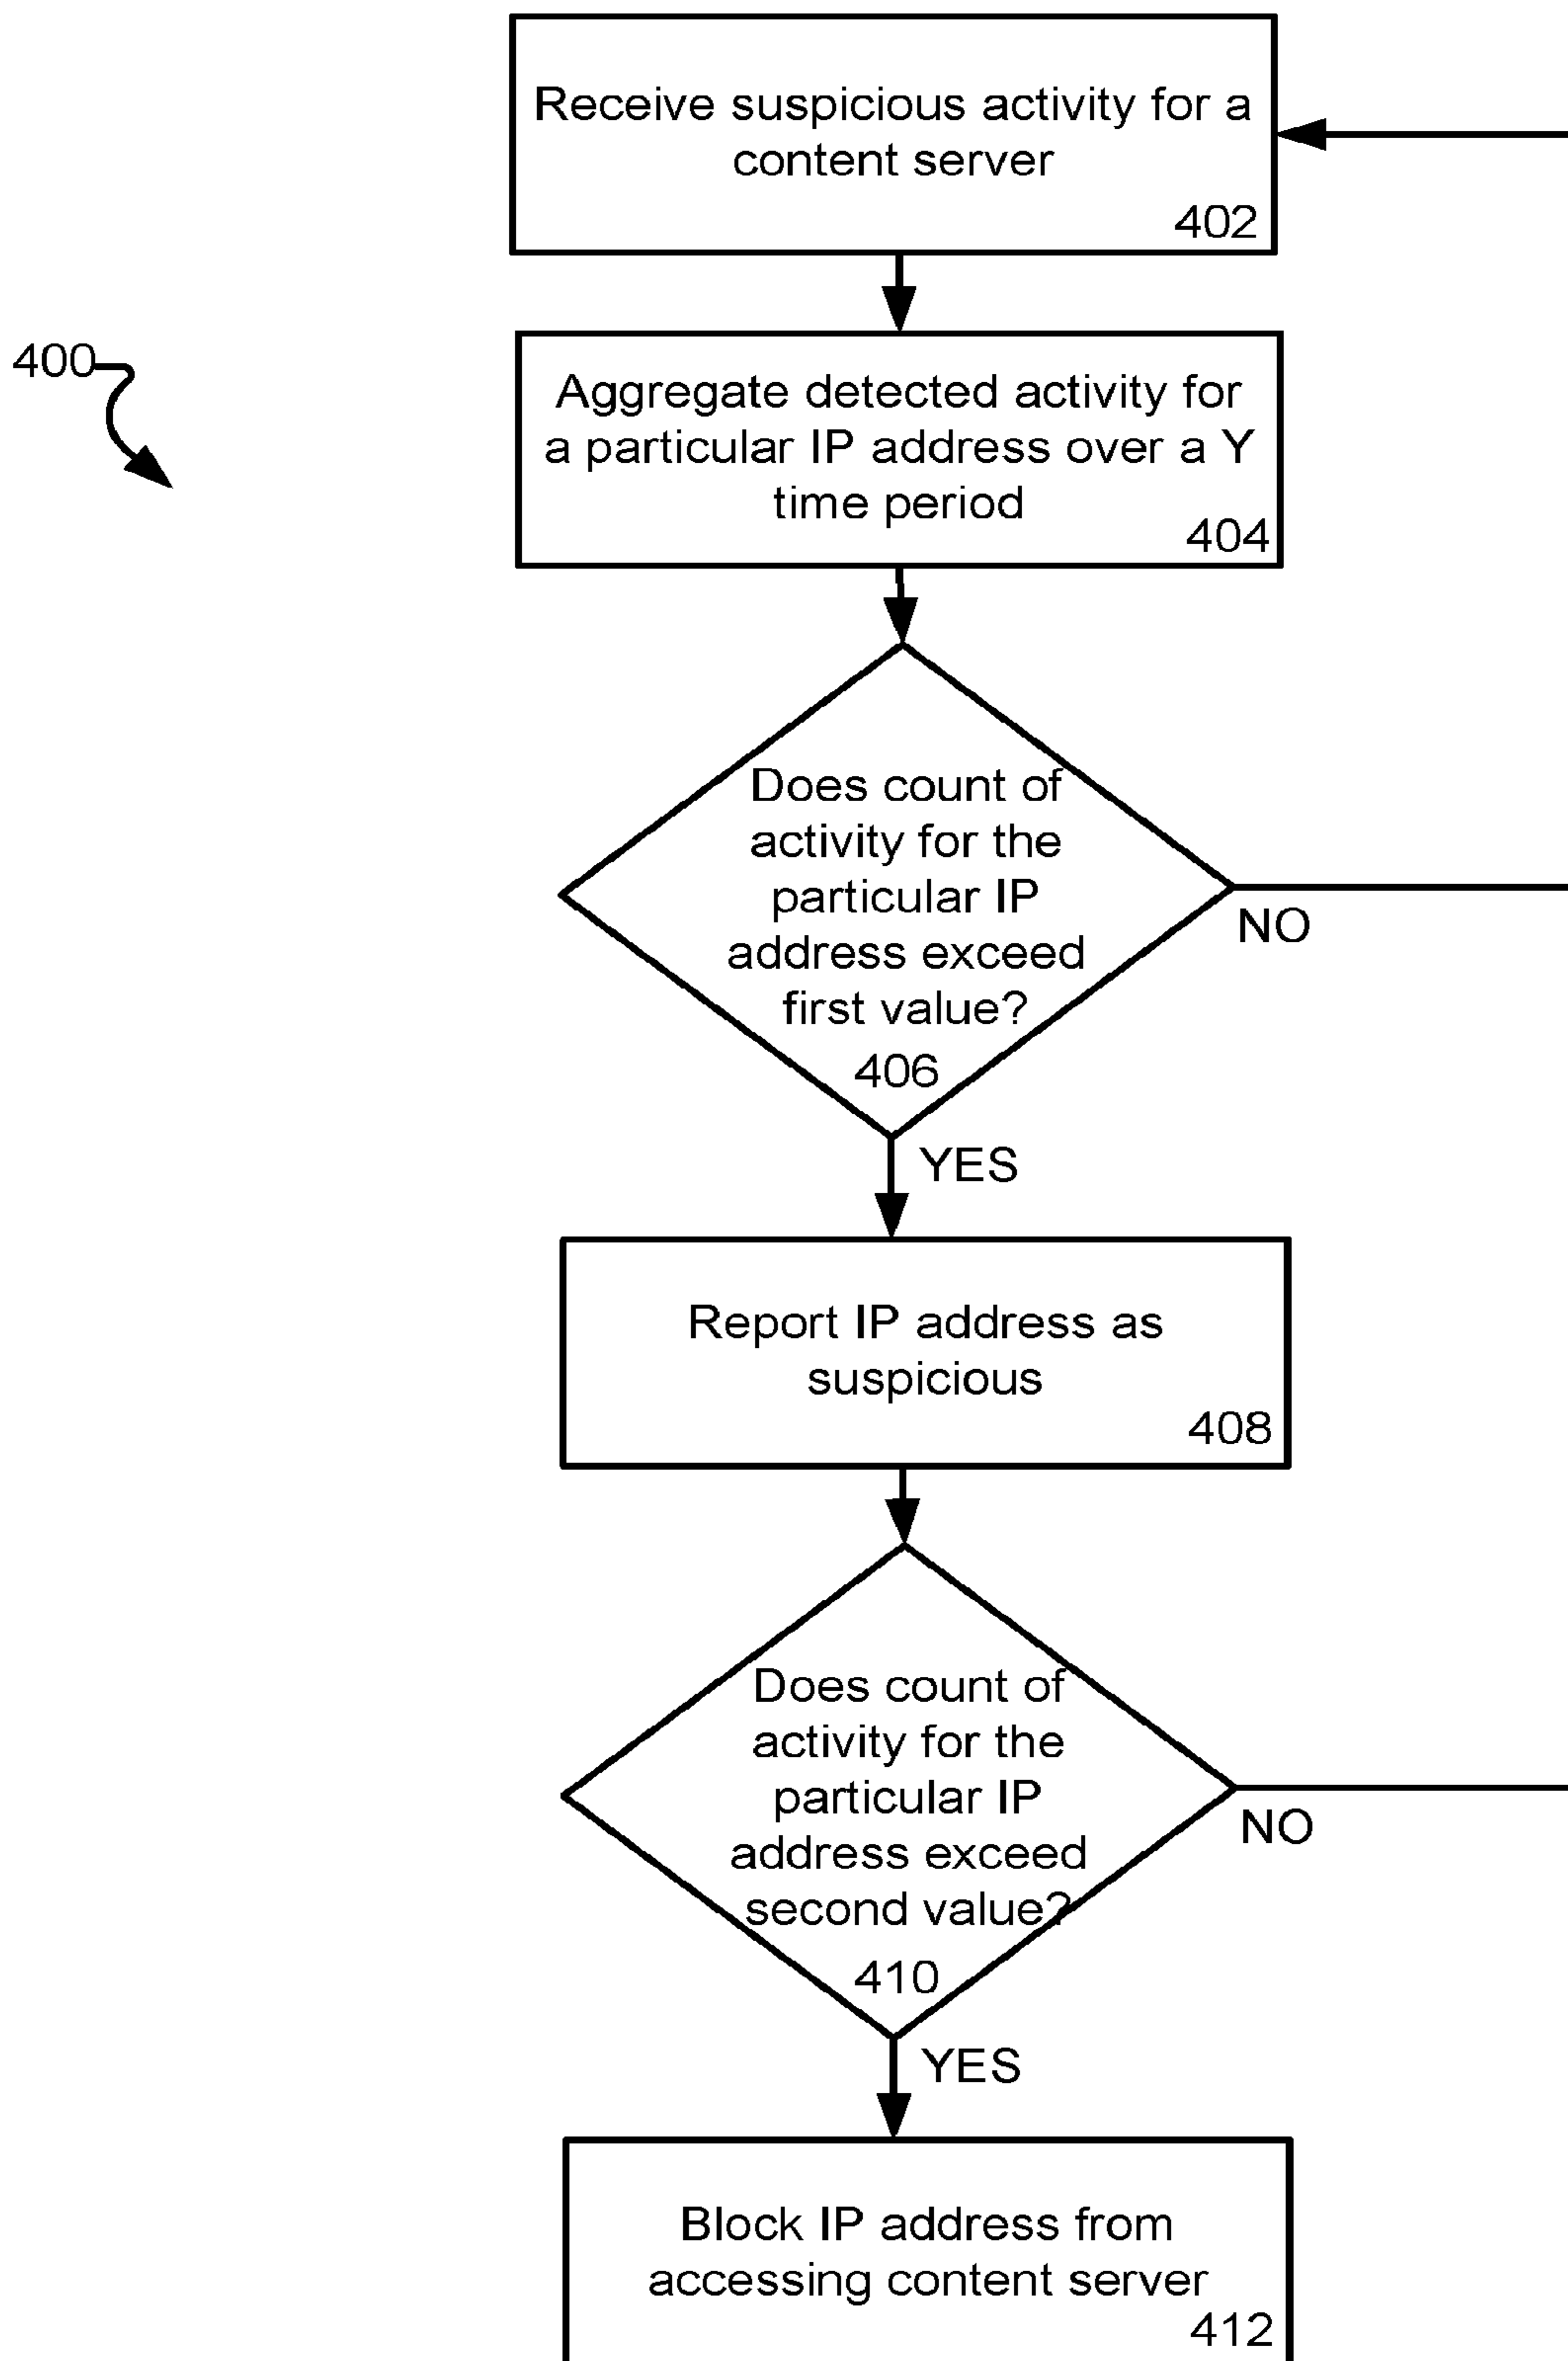 Receive suspicious activity for a
content server
402
400
Aggregate detected activity for
a particular IP address over a Y
time period
404
Does count of
activity for the
particular IP
address exceed
first value?
406
NO
YES
Report IP address as
suspicious
408
Does count of
activity for the
particular IP
address exceed
second value?
410
NO
YES
Block IP address from
accessing content server
412